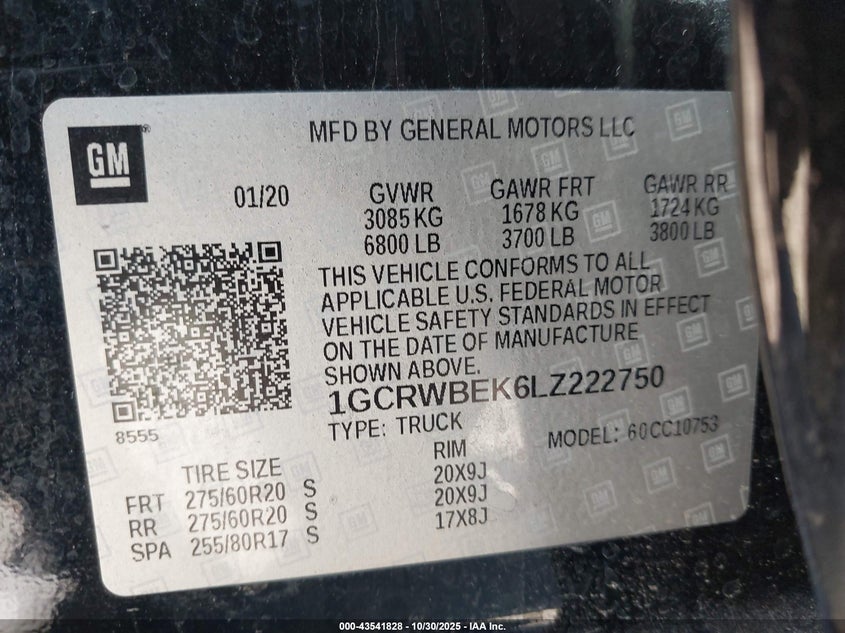 GM
MFD BY GENERAL MOTORS LLC
01/20
GVWR GAWR FRT GAWR RR
3085 KG 1678 KG 1724 KG
6800 LB 3700 LB 3800 LB
THIS VEHICLE CONFORMS TO ALL
APPLICABLE U.S. FEDERAL MOTOR
VEHICLE SAFETY STANDARDS IN EFFECT
ON THE DATE OF MANUFACTURE
SHOWN ABOVE.
1GCRWBEK6LZ222750
8555
TYPE: TRUCK MODEL: 60CC10753
TIRE SIZE RIM
FRT 275/60R20 S 20X9J
RR 275/60R20 S 20X9J
SPA 255/80R17 S 17X8J
000-43541828 - 10/30/2025 - IAA Inc.